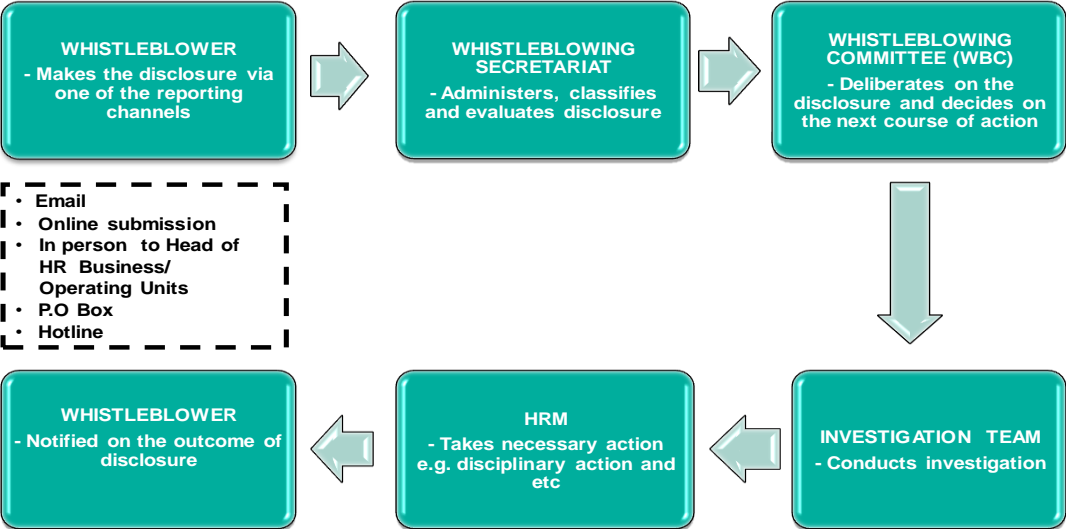 WHISTLEBLOWER
- Makes the disclosure via
one of the reporting
channels
WHISTLEBLOWING
SECRETARIAT
- Administers, classifies
and evaluates disclosure
WHISTLEBLOWING
COMMITTEE (WBC)
- Deliberates on the
disclosure and decides on
the next course of action
• Email
• Online submission
• In person to Head of
HR Business/
Operating Units
• P.O Box
• Hotline
INVESTIGATION TEAM
- Conducts investigation
HRM
- Takes necessary action
e.g. disciplinary action and
etc
WHISTLEBLOWER
- Notified on the outcome of
disclosure